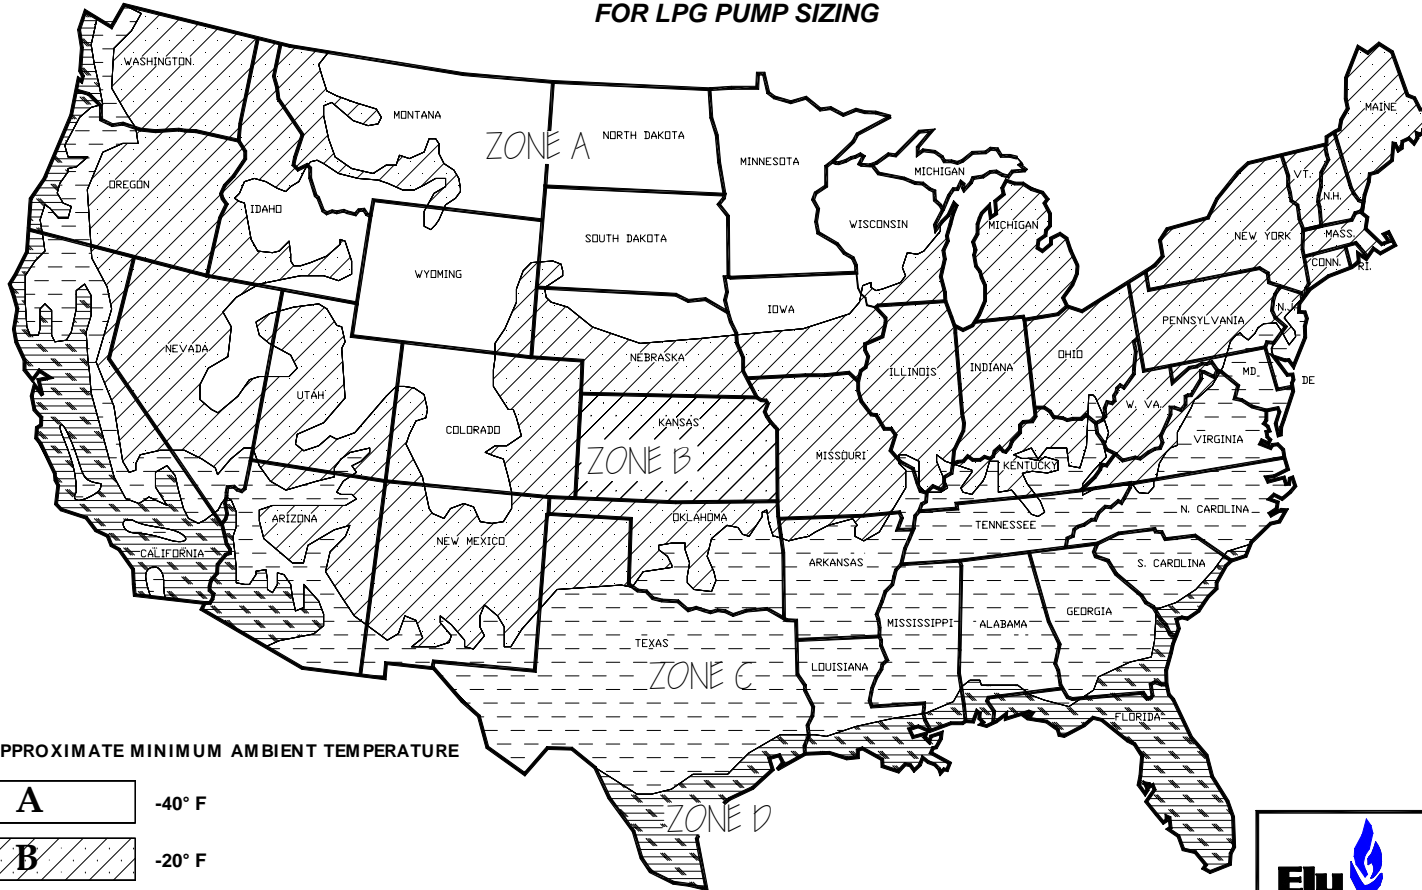 FOR LPG PUMP SIZING
WASHINGTON
MONTANA
ZONE A
NORTH DAKOTA
MINNESOTA
MICHIGAN
MAINE
OREGON
IDAHO
VT.
N.H.
WISCONSIN
MICHIGAN
SOUTH DAKOTA
NEW YORK
MASS.
CONN.
RI.
WYOMING
IOWA
N.J.
PENNSYLVANIA
NEVADA
NEBRASKA
OHIO
ILLINOIS
INDIANA
MD.
DE
UTAH
W. VA.
COLORADO
KANSAS
ZONE B
MISSOURI
KENTUCKY
VIRGINIA
ARIZONA
OKLAHOMA
TENNESSEE
N. CAROLINA
NEW MEXICO
CALIFORNIA
ARKANSAS
S. CAROLINA
GEORGIA
MISSISSIPPI
ALABAMA
TEXAS
LOUISIANA
ZONE C
FLORIDA
PPROXIMATE MINIMUM AMBIENT TEMPERATURE
A -40° F
ZONE D
B -20° F
Elu